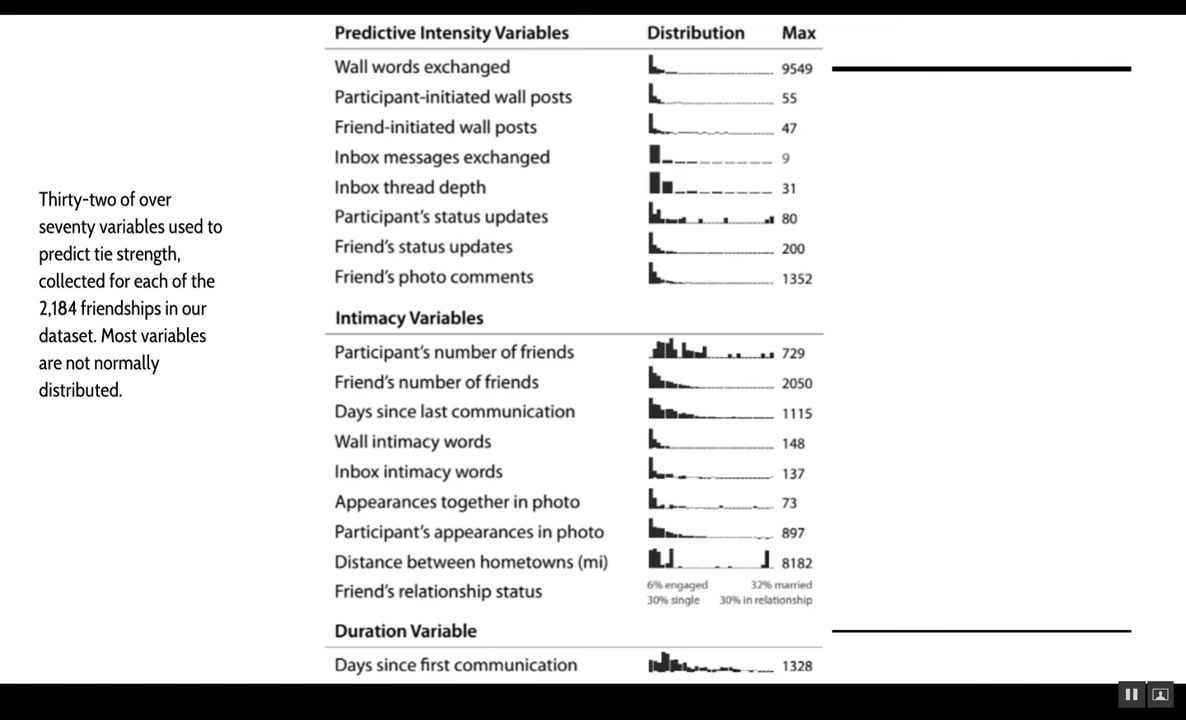 Thirty-two of over
seventy variables used to
predict tie strength,
collected for each of the
2,184 friendships in our
dataset. Most variables
are not normally
distributed.
Predictive Intensity Variables Distribution Max
Wall words exchanged 9549
Participant-initiated wall posts 55
Friend-initiated wall posts 47
Inbox messages exchanged 9
Inbox thread depth 31
Participant's status updates 80
Friend's status updates 200
Friend's photo comments 1352
Intimacy Variables
Participant's number of friends 729
Friend's number of friends 2050
Days since last communication 1115
Wall intimacy words 148
Inbox intimacy words 137
Appearances together in photo 73
Participant's appearances in photo 897
Distance between hometowns (mi) 8182
Friend's relationship status
6% engaged 32% married
30% single 30% in relationship
Duration Variable
Days since first communication 1328